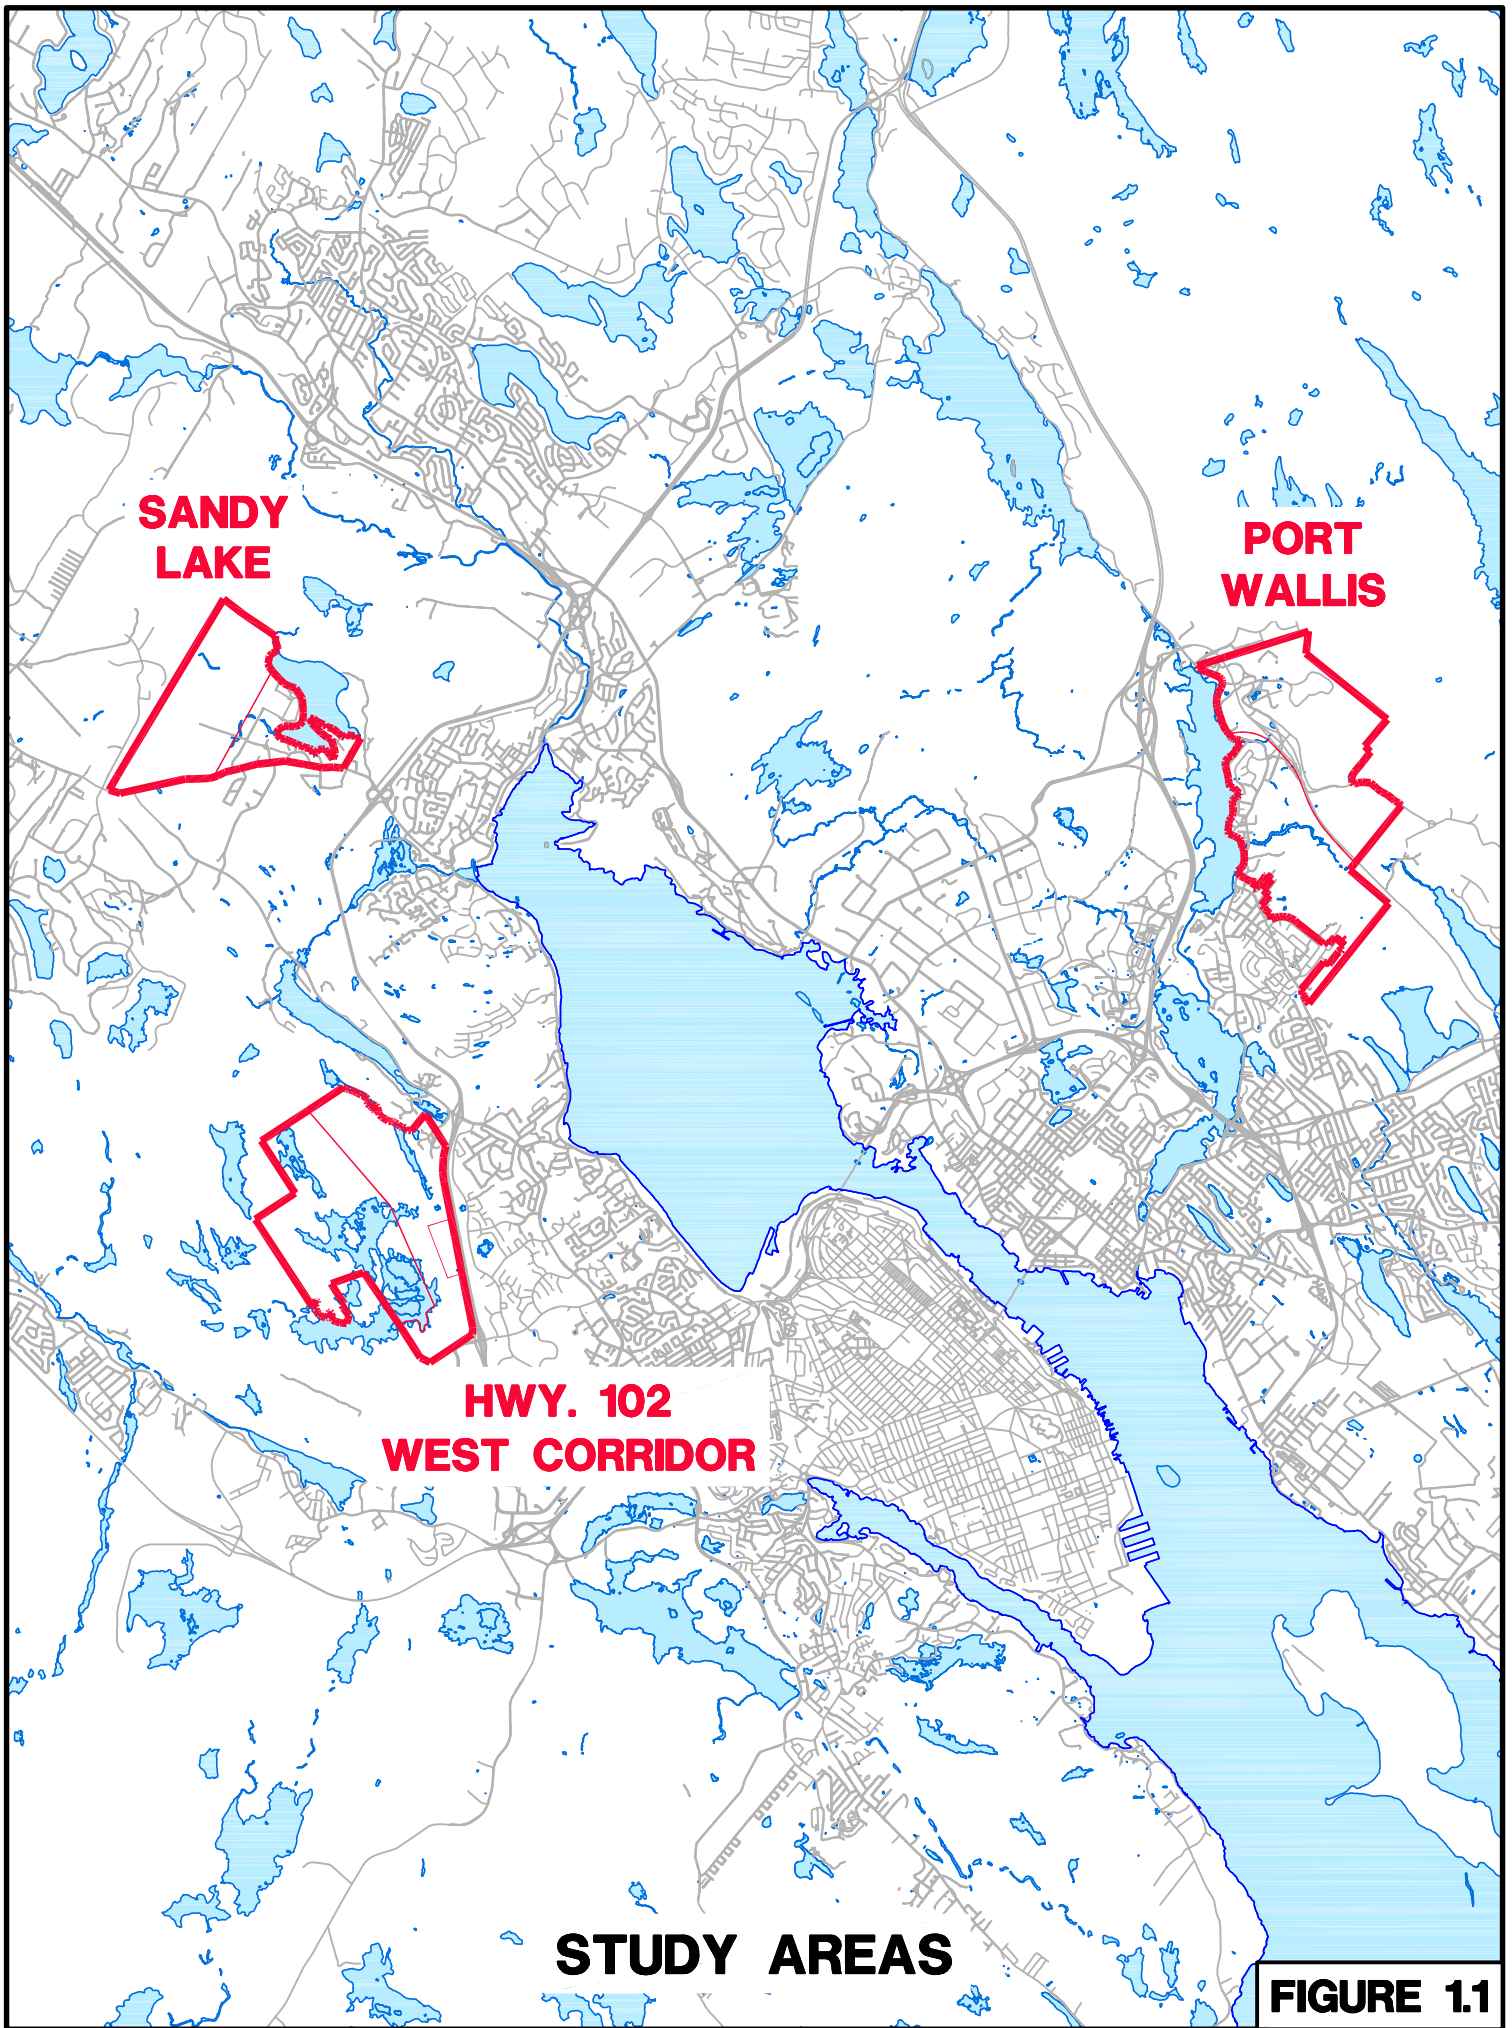 SANDY
LAKE
PORT
WALLIS
HWY. 102
WEST CORRIDOR
STUDY AREAS
FIGURE 1.1